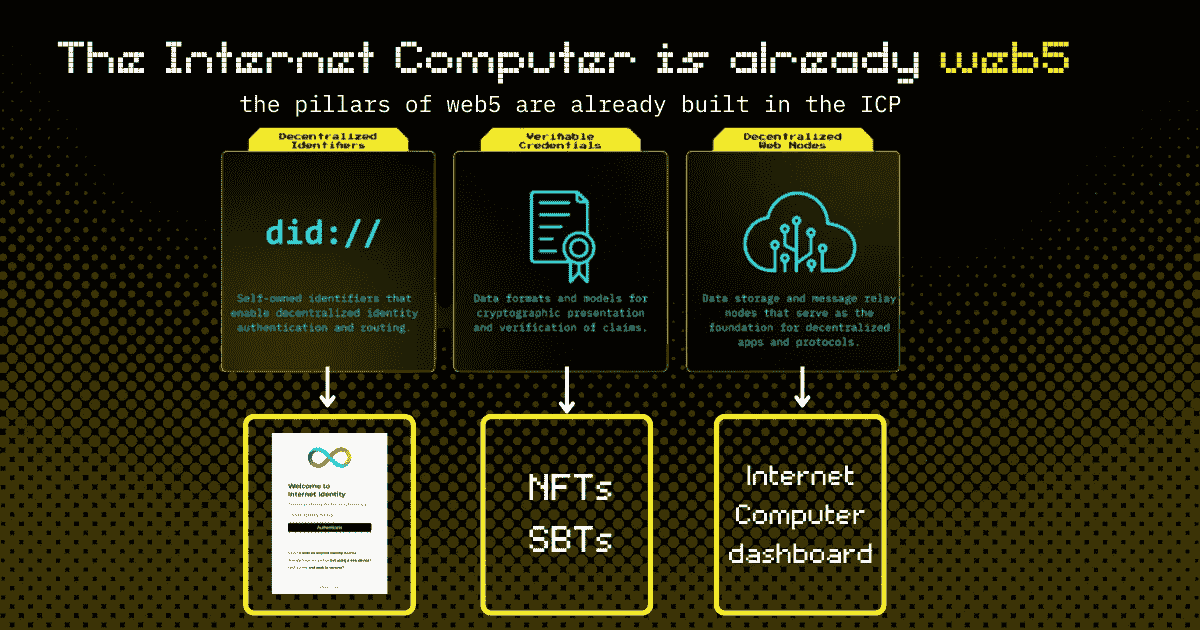 The Internet Computer is already web5
the pillars of web5 are already built in the ICP
Decentralized
Identifiers
did://
Self-owned identifiers that
enable decentralized identity
authentication and routing.
Verifiable
Credentials
Data formats and models for
cryptographic presentation
and verification of claims.
Decentralized
Web Nodes
Data storage and message relay
nodes that serve as the
foundation for decentralized
apps and protocols.
Welcome to
Internet Identity
Authenticate
NFTs
SBTs
Internet
Computer
dashboard